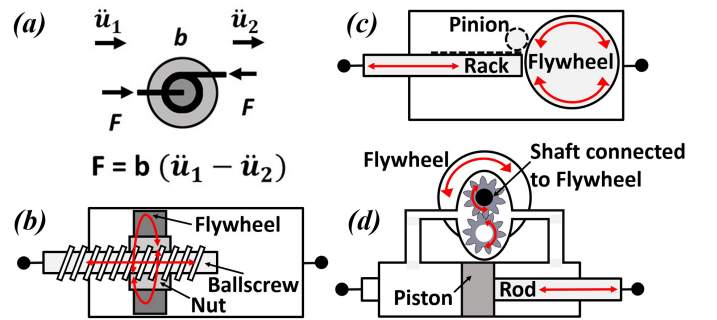 (a)
ü₁
ü₂
b
F
F
F = b (ü₁ − ü₂)
(b)
Flywheel
Ballscrew
Nut
(c)
Pinion
Rack
Flywheel
(d)
Flywheel
Shaft connected
to Flywheel
Piston
Rod